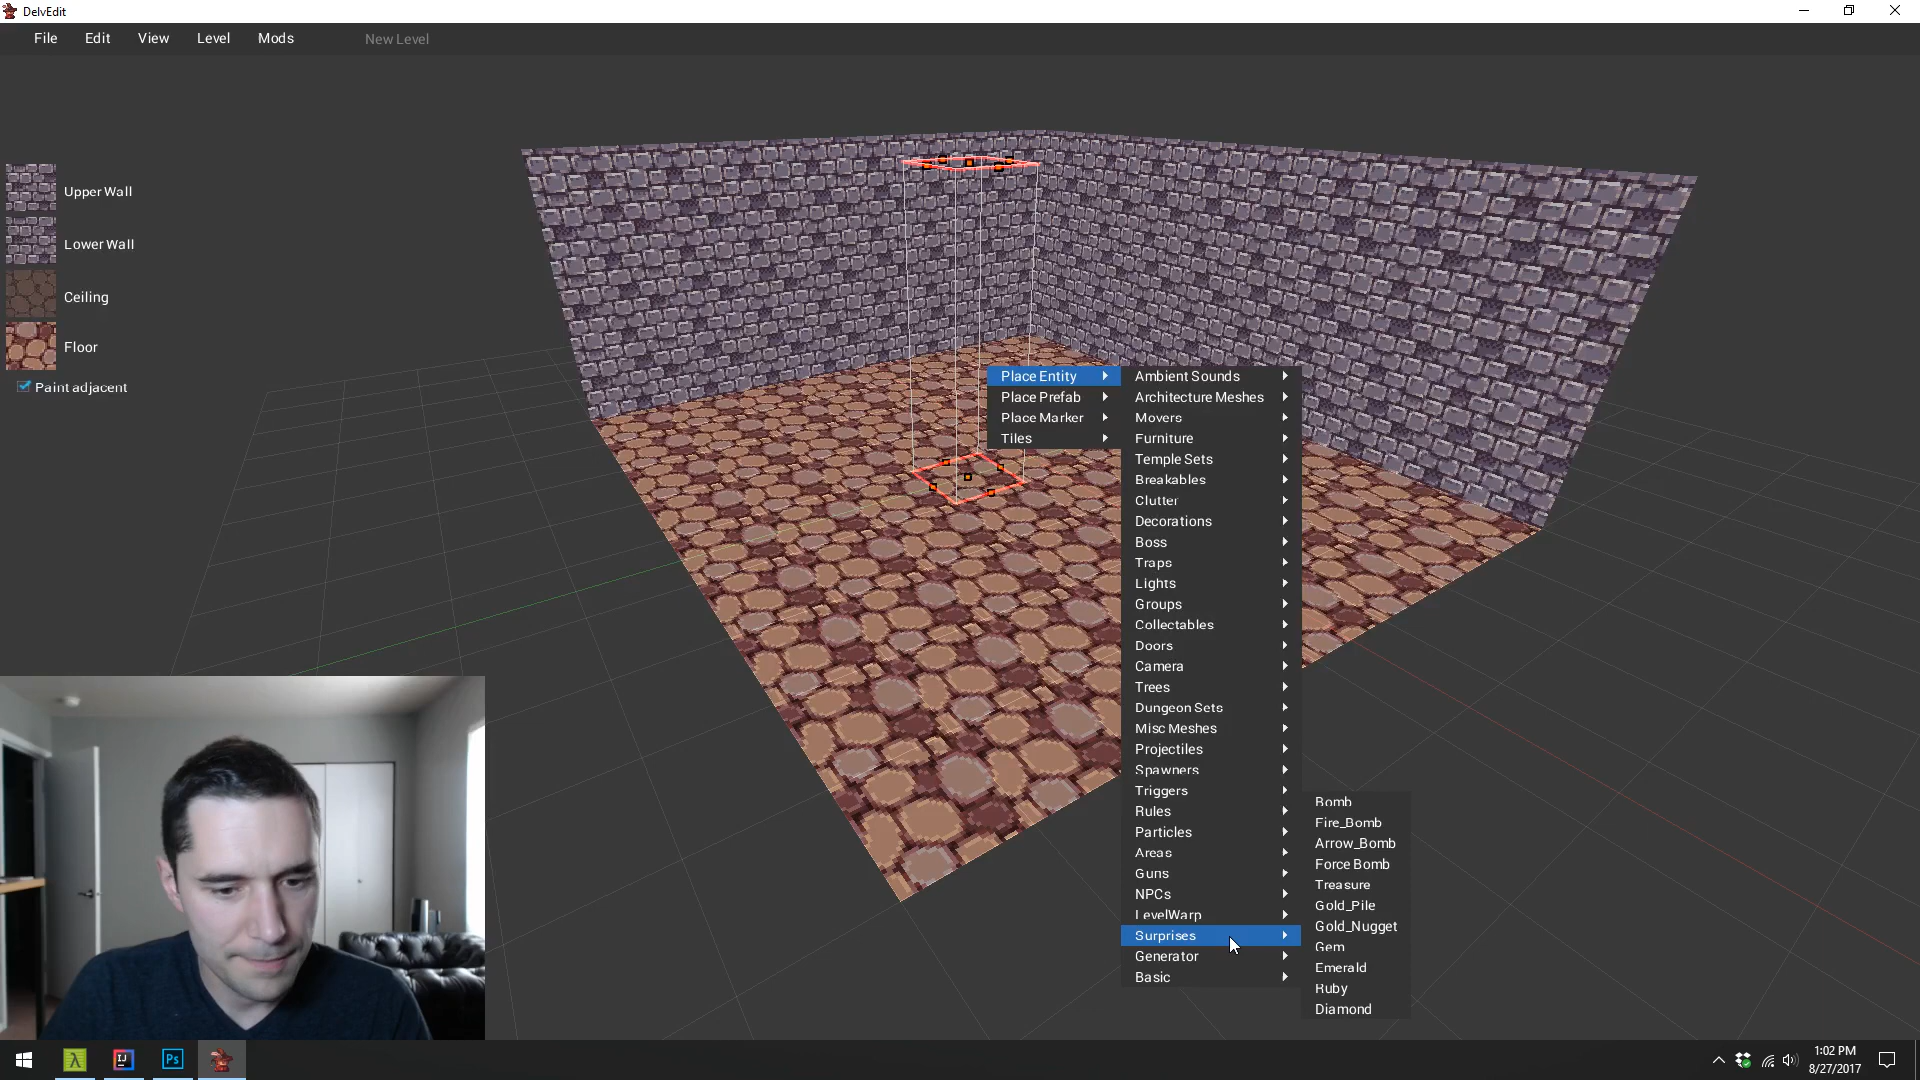 DelvEdit
File Edit View Level Mods New Level
Upper Wall
Lower Wall
Ceiling
Floor
Paint adjacent
Place Entity
Place Prefab
Place Marker
Tiles
Ambient Sounds
Architecture Meshes
Movers
Furniture
Temple Sets
Breakables
Clutter
Decorations
Boss
Traps
Lights
Groups
Collectables
Doors
Camera
Trees
Dungeon Sets
Misc Meshes
Projectiles
Spawners
Triggers
Rules
Particles
Areas
Guns
NPCs
LevelWarp
Surprises
Generator
Basic
Bomb
Fire_Bomb
Arrow_Bomb
Force Bomb
Treasure
Gold_Pile
Gold_Nugget
Gem
Emerald
Ruby
Diamond
λ
IJ
Ps
1:02 PM
8/27/2017